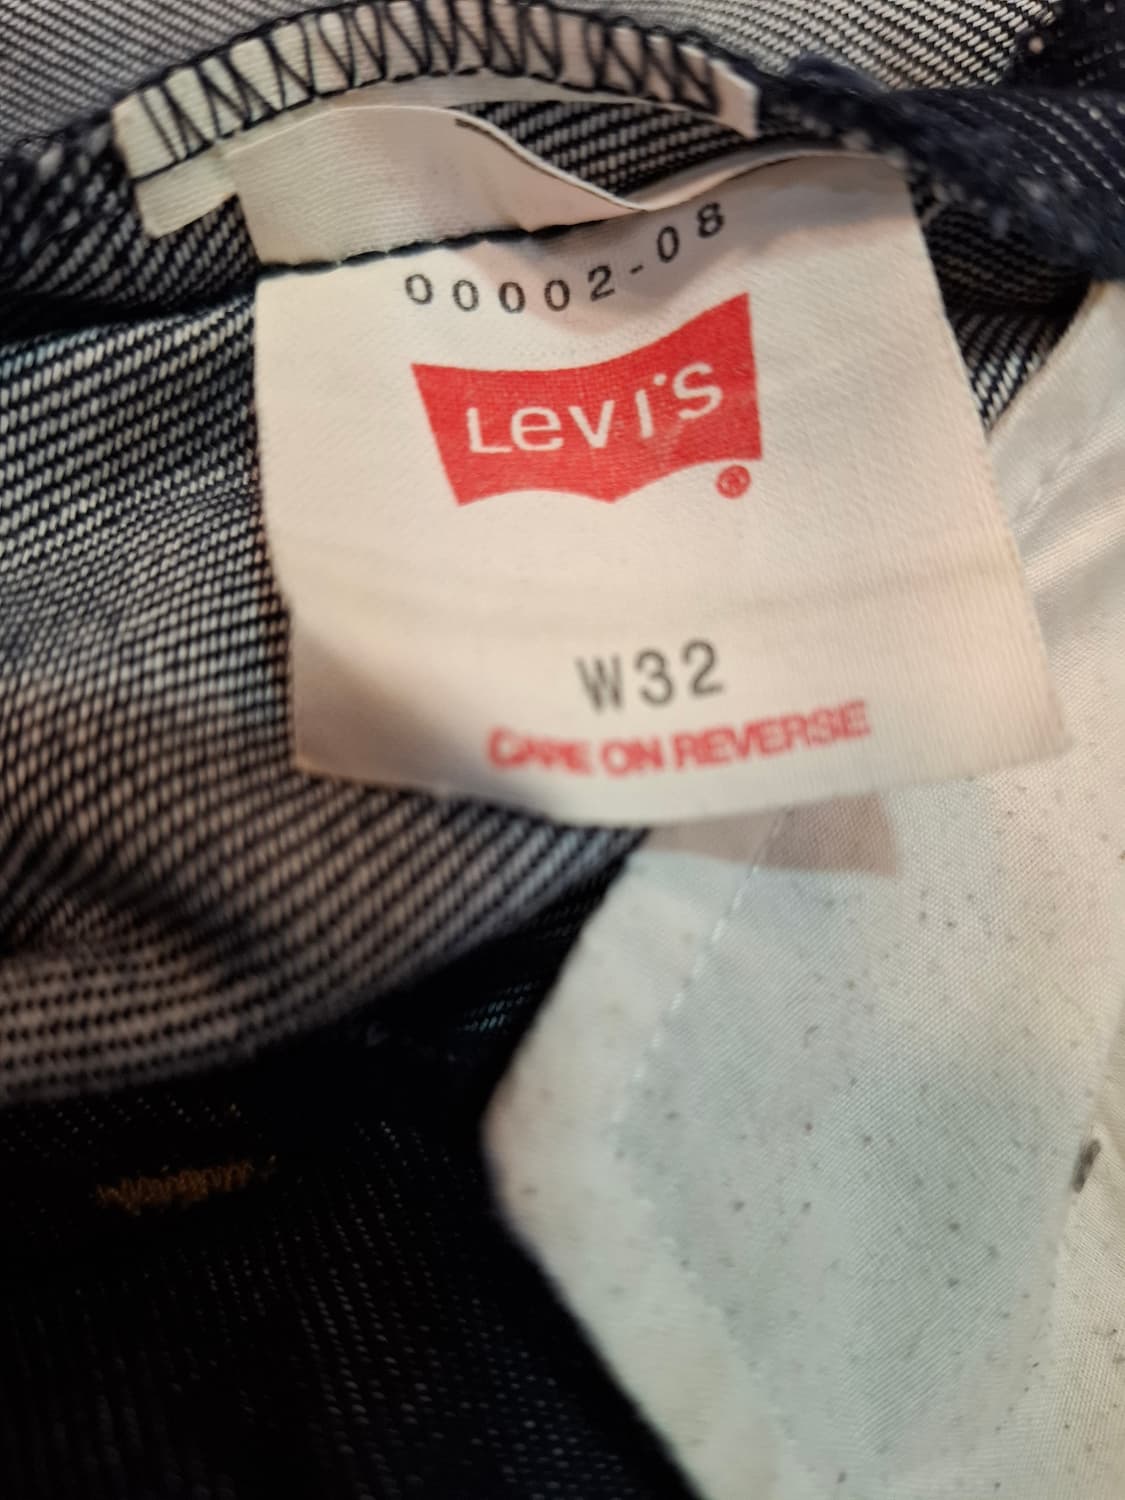 00002-08
Levi's
®
W32
CARE ON REVERSE